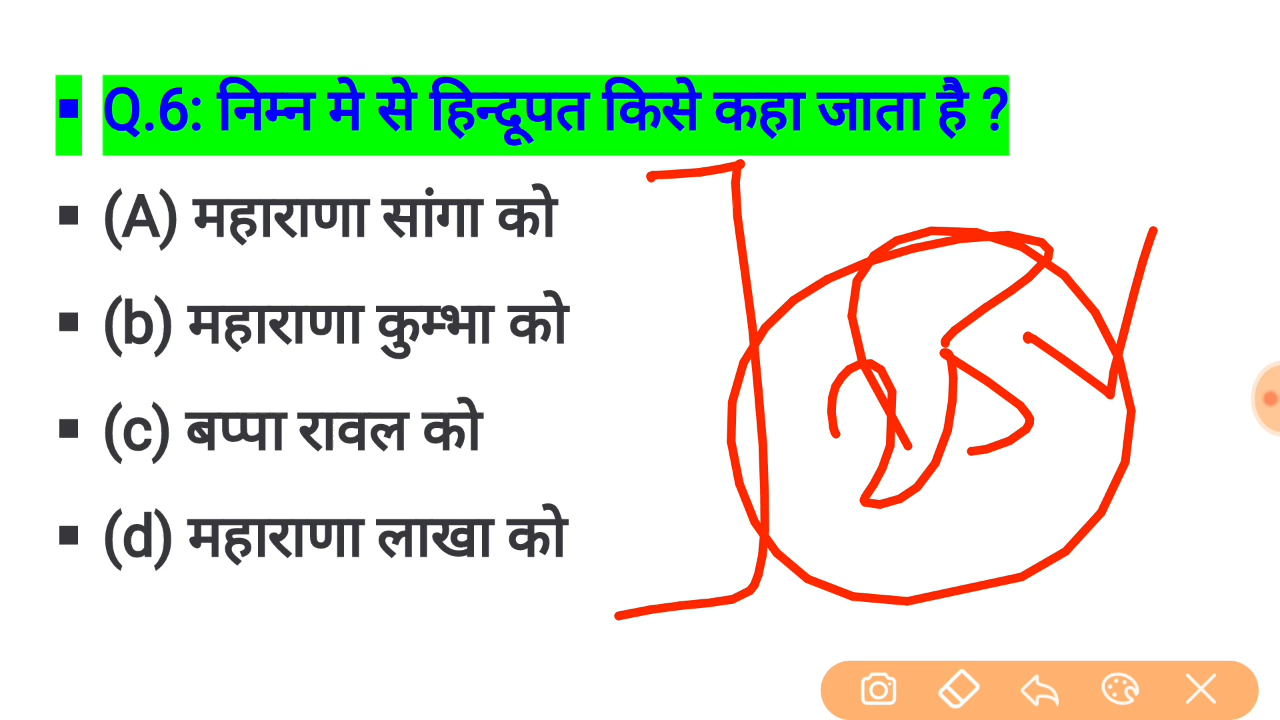 ▪ Q.6: निम्न मे से हिन्दूपत किसे कहा जाता है ?
▪ (A) महाराणा सांगा को
▪ (b) महाराणा कुम्भा को
▪ (c) बप्पा रावल को
▪ (d) महाराणा लाखा को